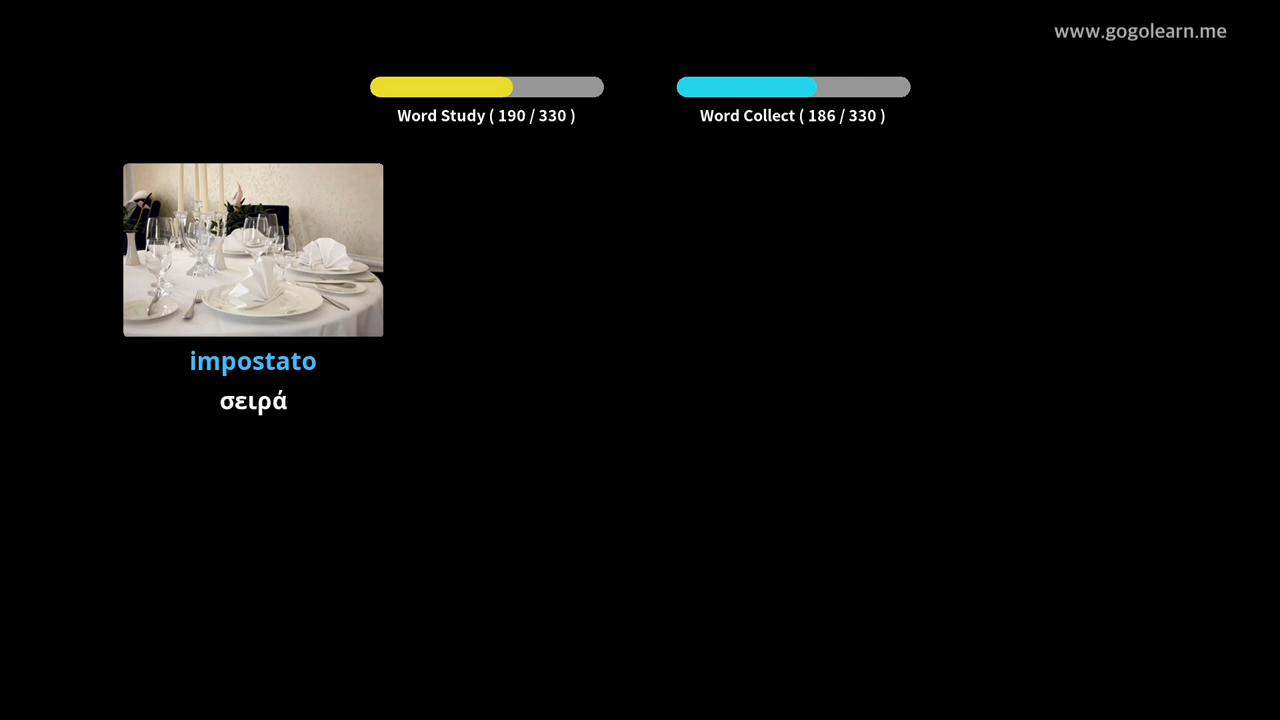 www.gogolearn.me
Word Study ( 190 / 330 )
Word Collect ( 186 / 330 )
impostato
σειρά